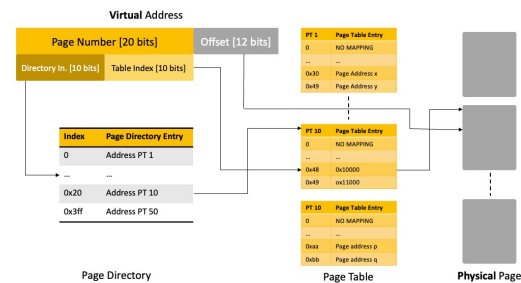 Virtual Address
Page Number [20 bits] Offset [12 bits]
Directory In. [10 bits] Table Index [10 bits]
Index Page Directory Entry
0 Address PT 1
... ...
0x20 Address PT 10
0x3ff Address PT 50
Page Directory
PT 1 Page Table Entry
0 NO MAPPING
... ...
0x30 Page Address x
0x49 Page Address y
PT 10 Page Table Entry
0 NO MAPPING
... ...
0x48 0x10000
0x49 ox11000
PT 10 Page Table Entry
0 NO MAPPING
... ...
0xaa Page address p
0xbb Page address q
Page Table
Physical Page